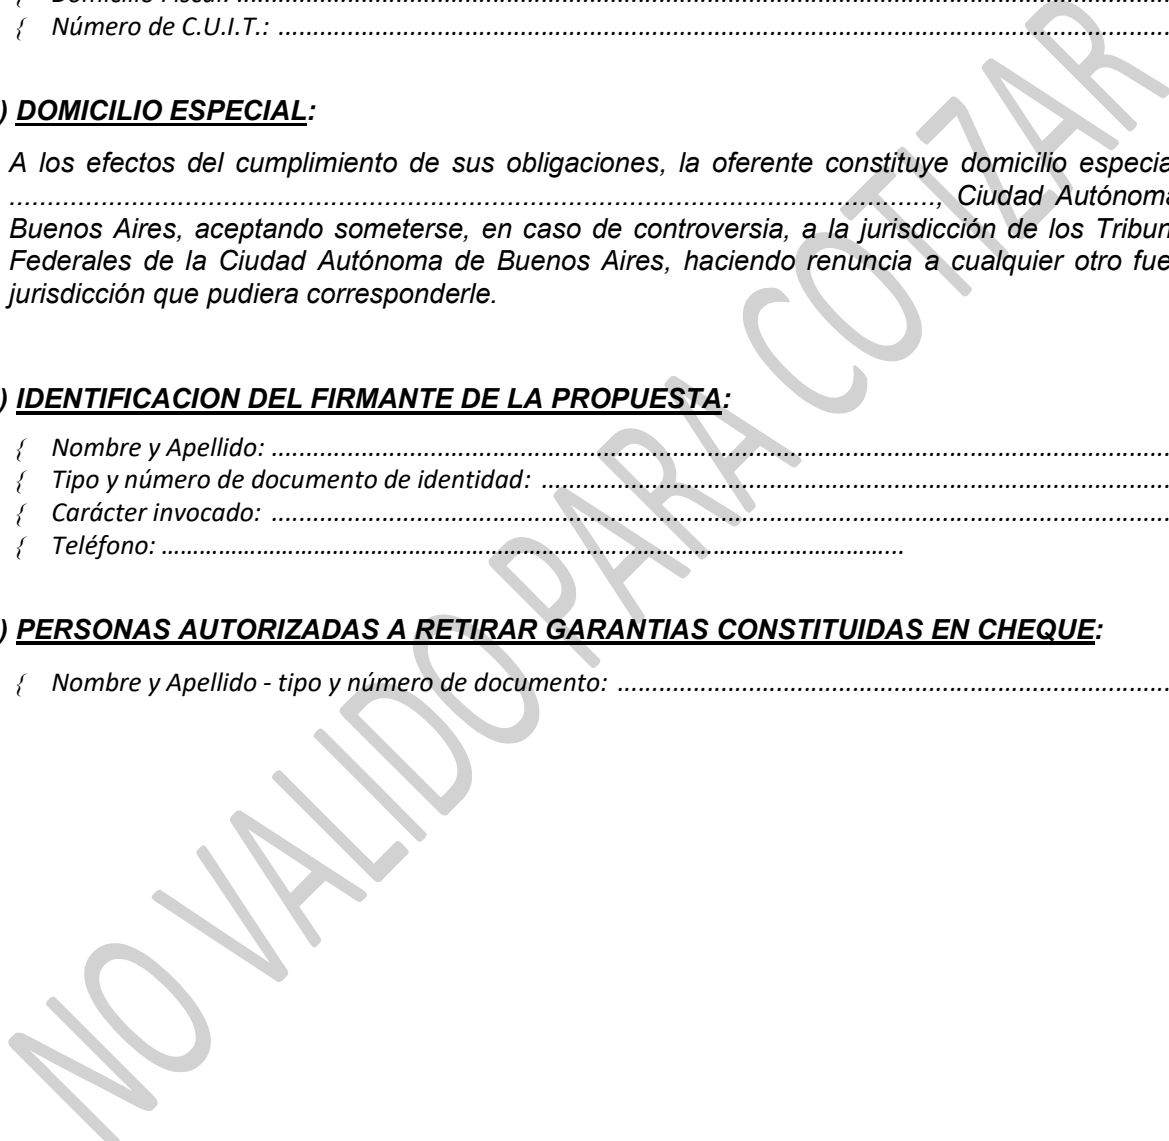 { Domicilio Fiscal: ................................................................................................................
{ Número de C.U.I.T.: ................................................................................................................
) DOMICILIO ESPECIAL:
A los efectos del cumplimiento de sus obligaciones, la oferente constituye domicilio especia
................................................................................................................, Ciudad Autónoma
Buenos Aires, aceptando someterse, en caso de controversia, a la jurisdicción de los Tribun
Federales de la Ciudad Autónoma de Buenos Aires, haciendo renuncia a cualquier otro fue
jurisdicción que pudiera corresponderle.
) IDENTIFICACION DEL FIRMANTE DE LA PROPUESTA:
{ Nombre y Apellido: ................................................................................................................
{ Tipo y número de documento de identidad: ................................................................................
{ Carácter invocado: ................................................................................................................
{ Teléfono: ................................................................................................................
) PERSONAS AUTORIZADAS A RETIRAR GARANTIAS CONSTITUIDAS EN CHEQUE:
{ Nombre y Apellido - tipo y número de documento: ................................................................................
NO VALIDO PARA COTIZAR